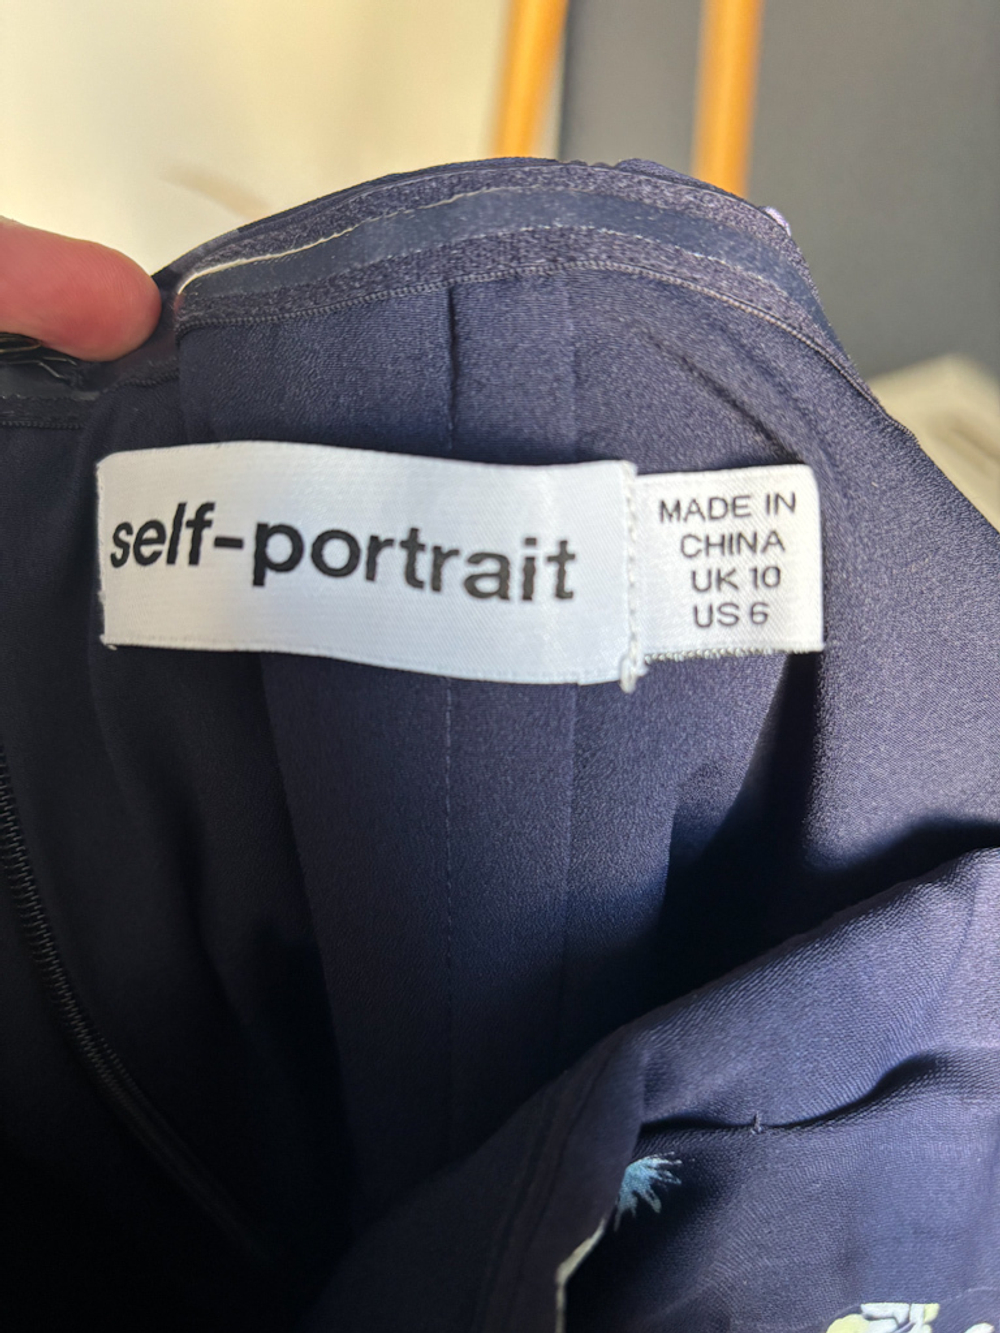 self-portrait
MADE IN
CHINA
UK 10
US 6